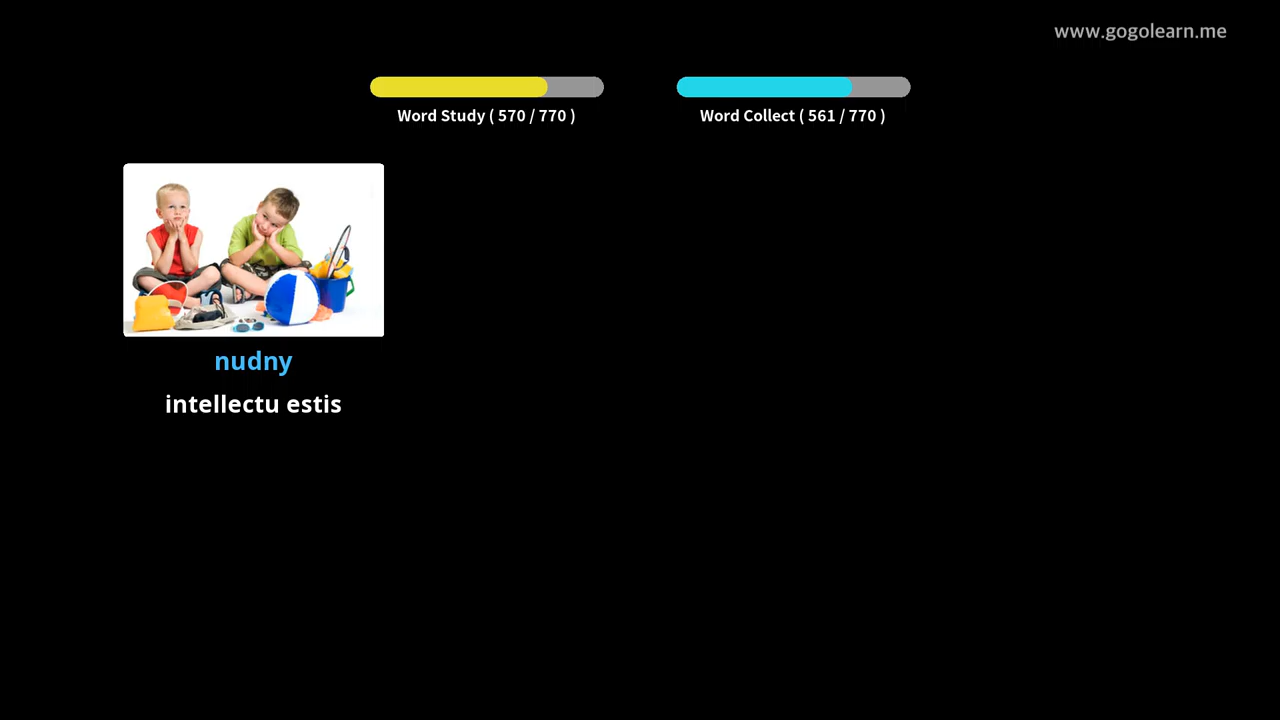 www.gogolearn.me
Word Study ( 570 / 770 )
Word Collect ( 561 / 770 )
nudny
intellectu estis